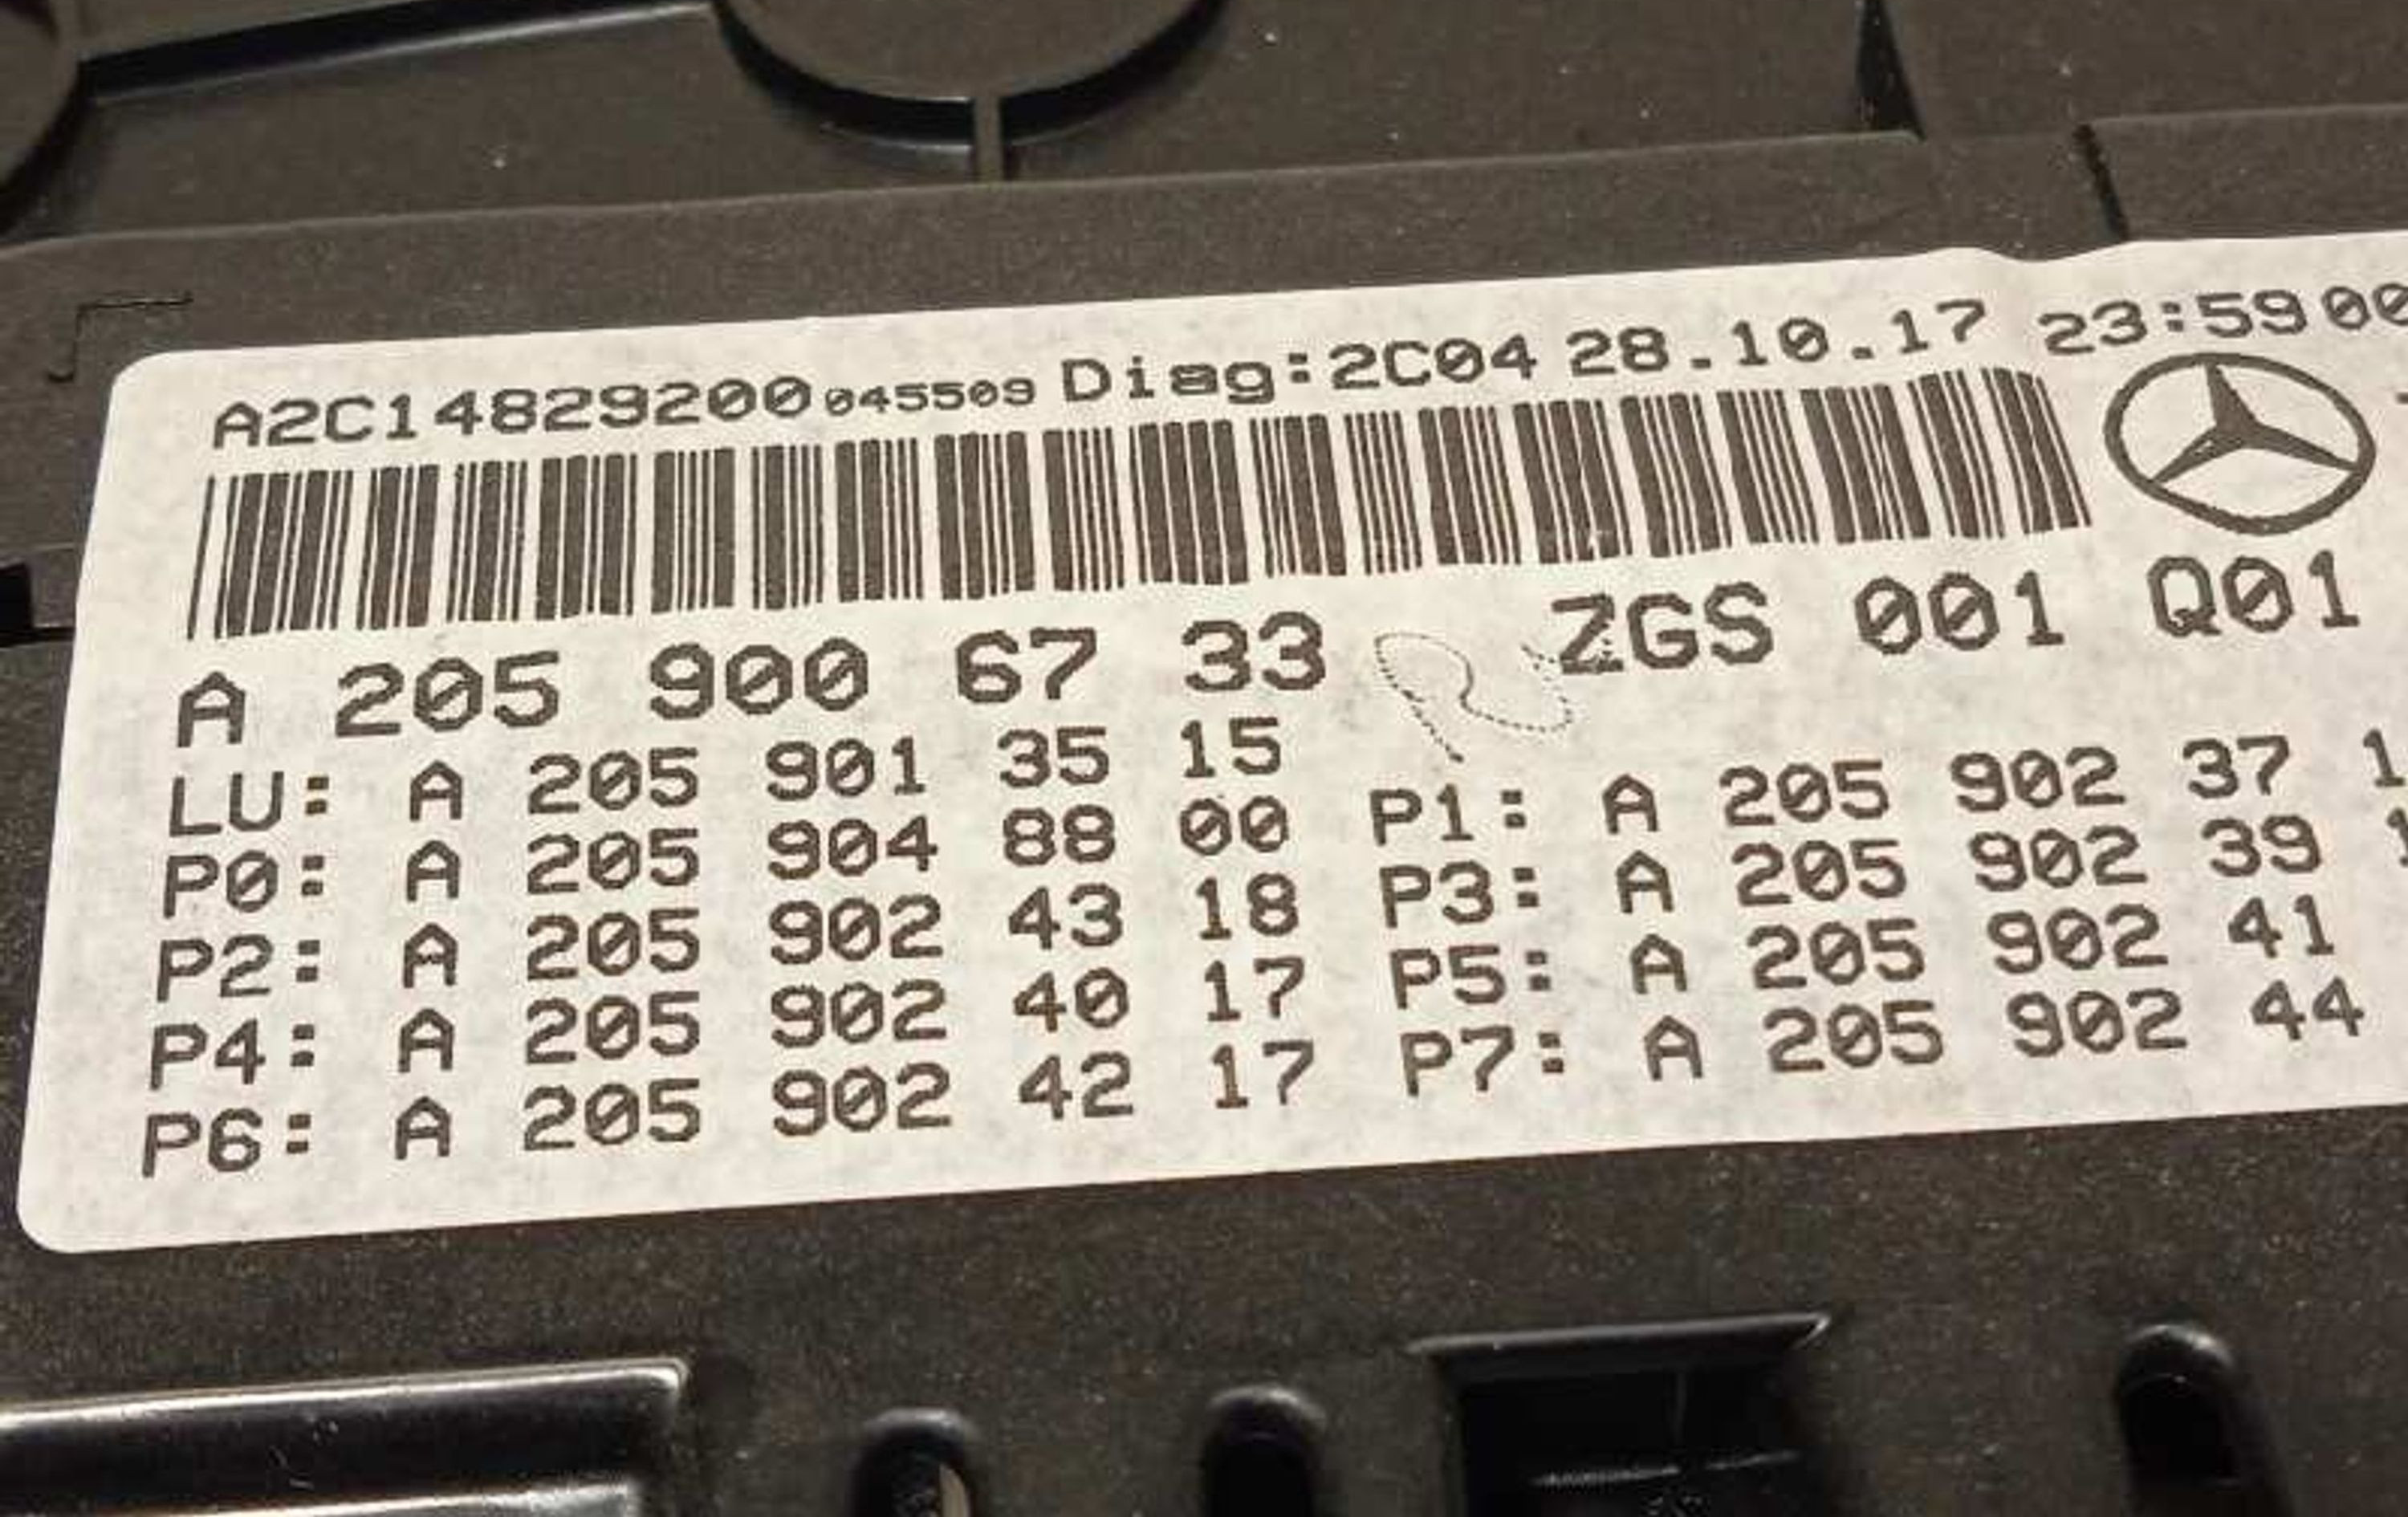 A2C14829200045509 Diag:2C04 28.10.17 23:59 00
A 205 900 67 33 ZGS 001 Q01
LU: A 205 901 35 15
P0: A 205 904 88 00 P1: A 205 902 37
P2: A 205 902 43 18 P3: A 205 902 39
P4: A 205 902 40 17 P5: A 205 902 41
P6: A 205 902 42 17 P7: A 205 902 44